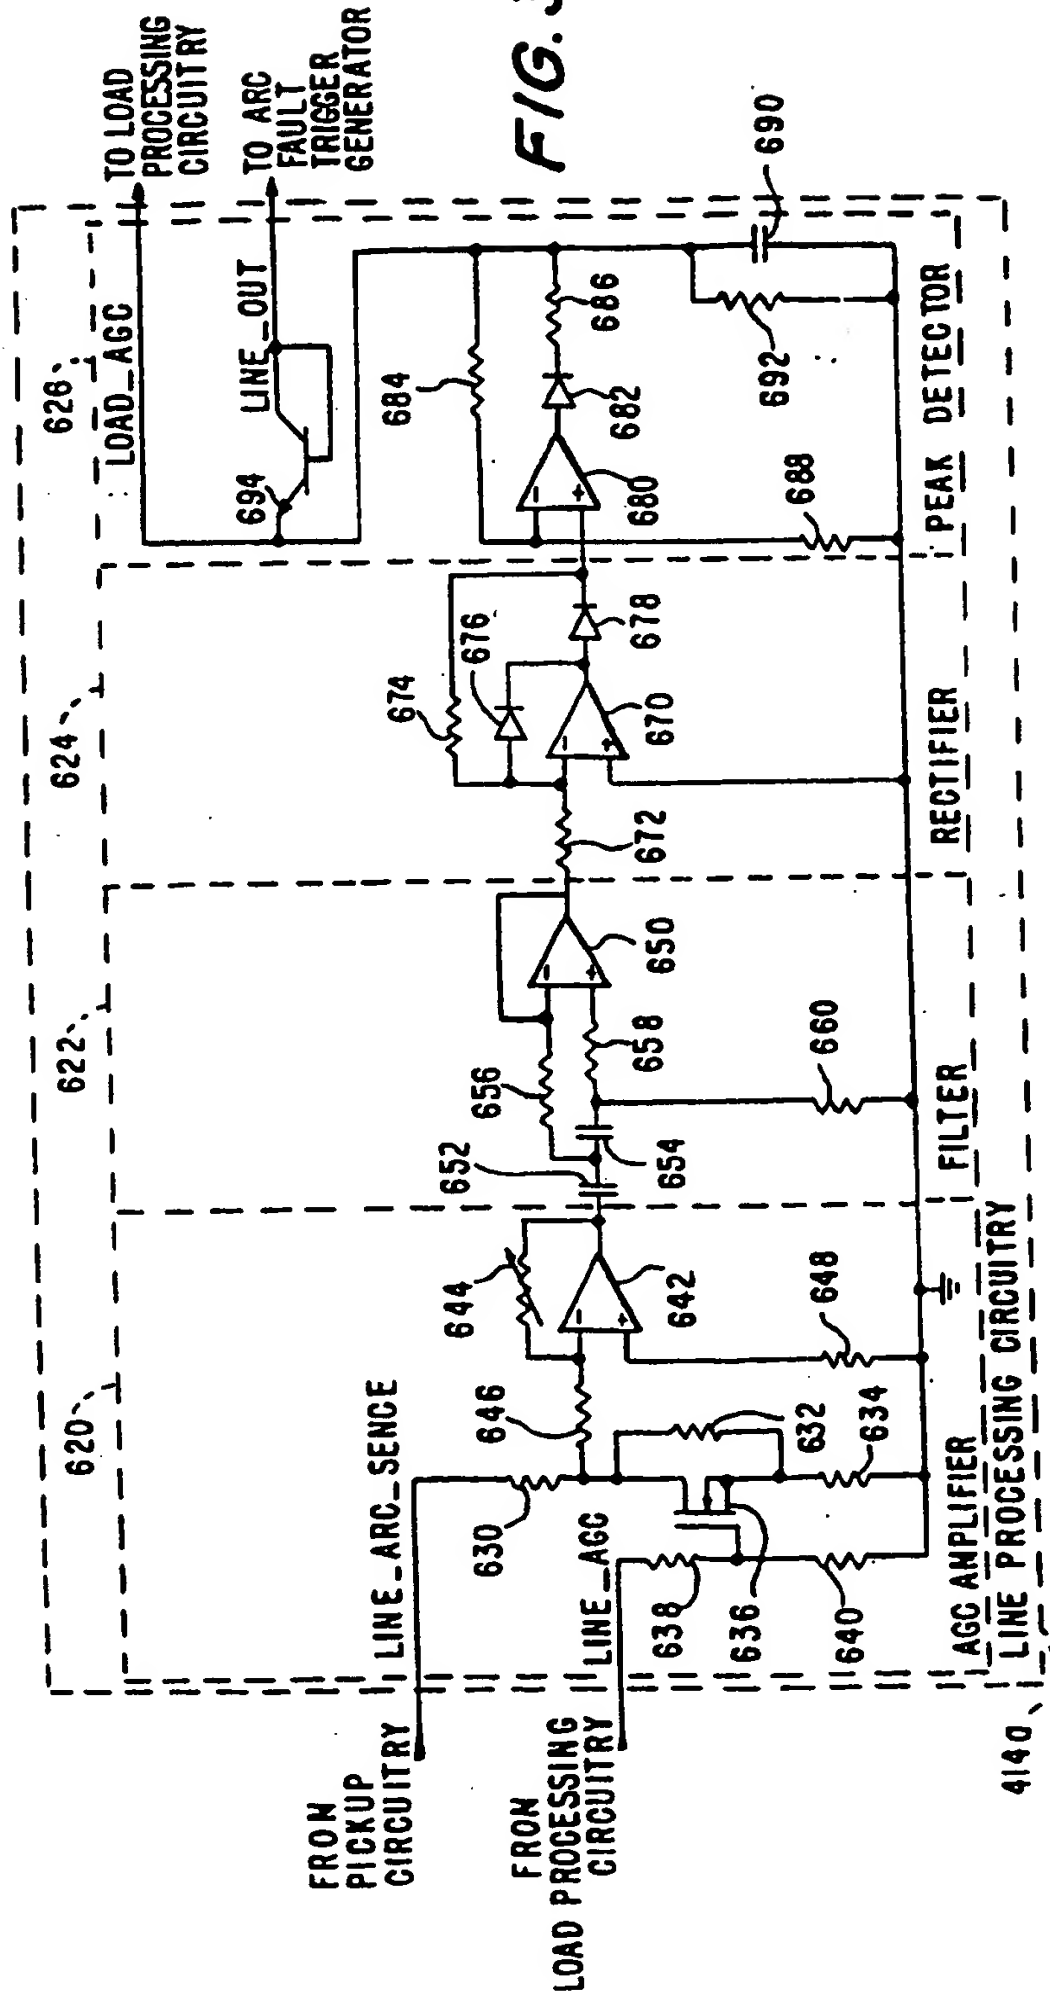 FROM
PICKUP
CIRCUITRY
LINE_ARC_SENCE
FROM
LOAD PROCESSING
CIRCUITRY
LINE_AGC
620
622
624
626
LOAD_AGC
TO LOAD
PROCESSING
CIRCUITRY
LINE_OUT
TO ARC
FAULT
TRIGGER
GENERATOR
694
630
646
644
642
632
634
636
638
640
648
652
654
656
658
650
660
672
674
676
670
678
684
680
682
686
688
692
690
AGC AMPLIFIER
FILTER
RECTIFIER
PEAK DETECTOR
LINE PROCESSING CIRCUITRY
414a
FIG.